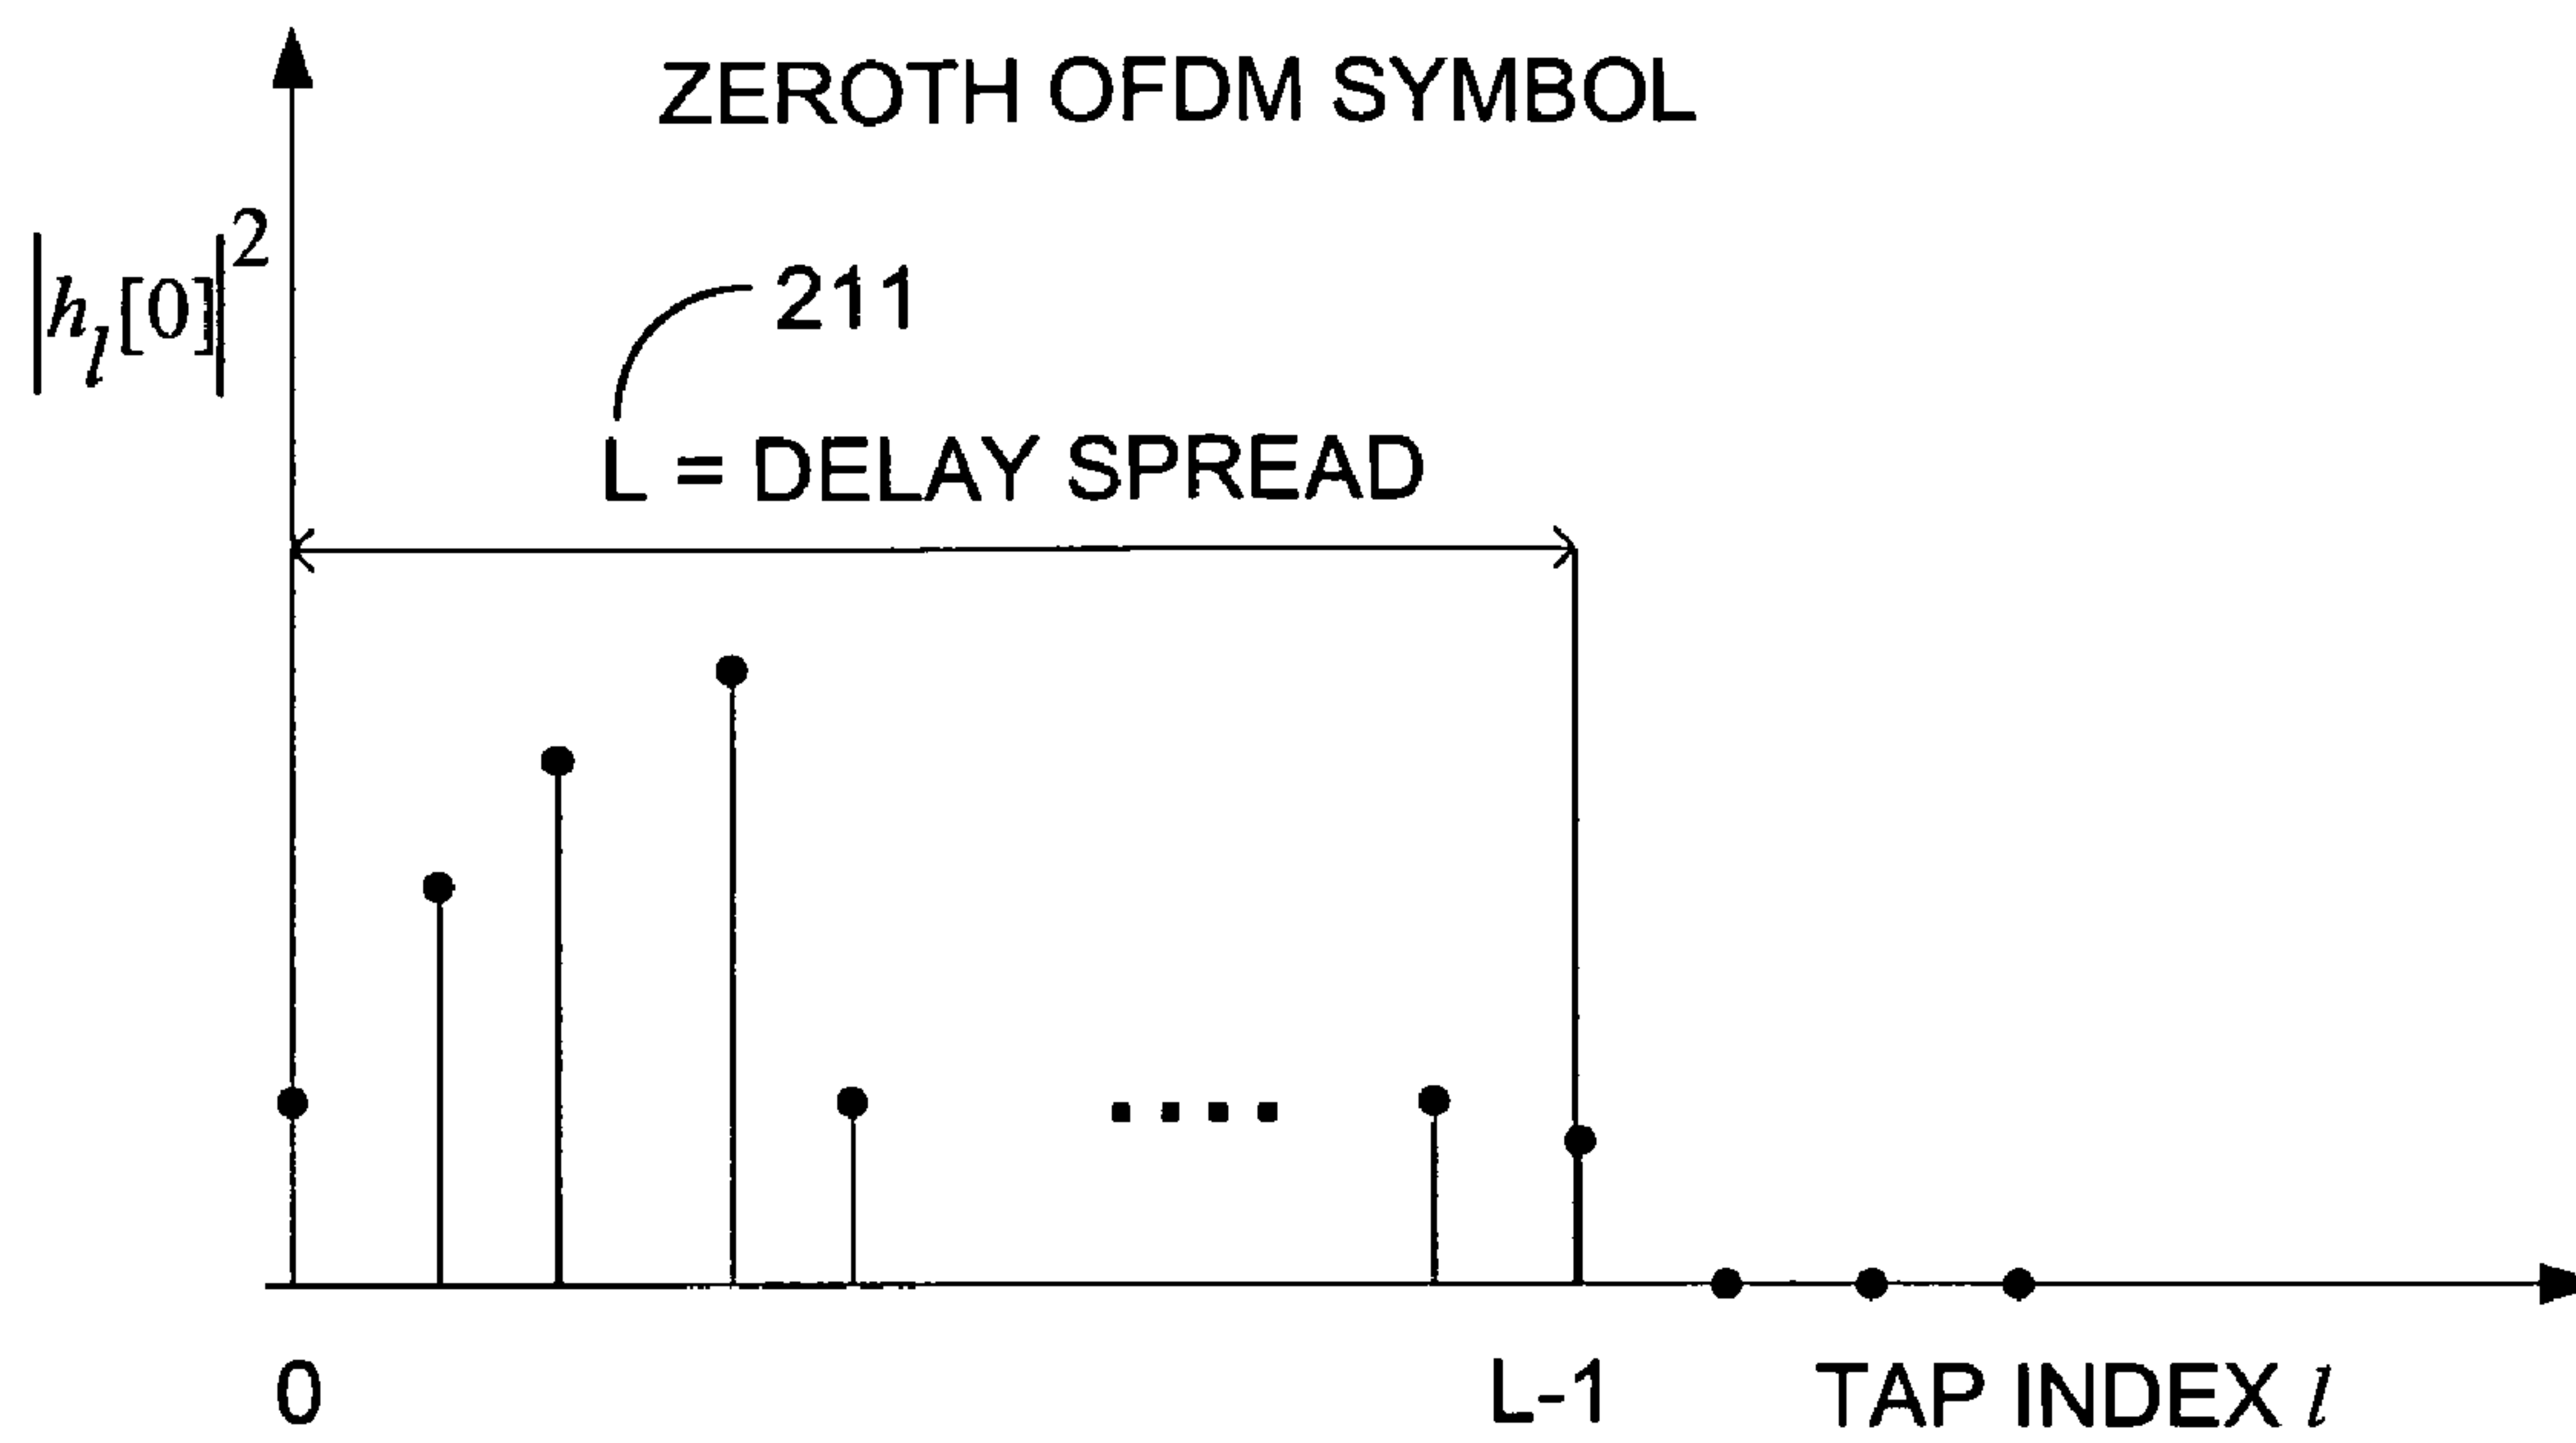 ZEROTH OFDM SYMBOL
|h_l[0]|^2
211
L = DELAY SPREAD
0
L-1
TAP INDEX l